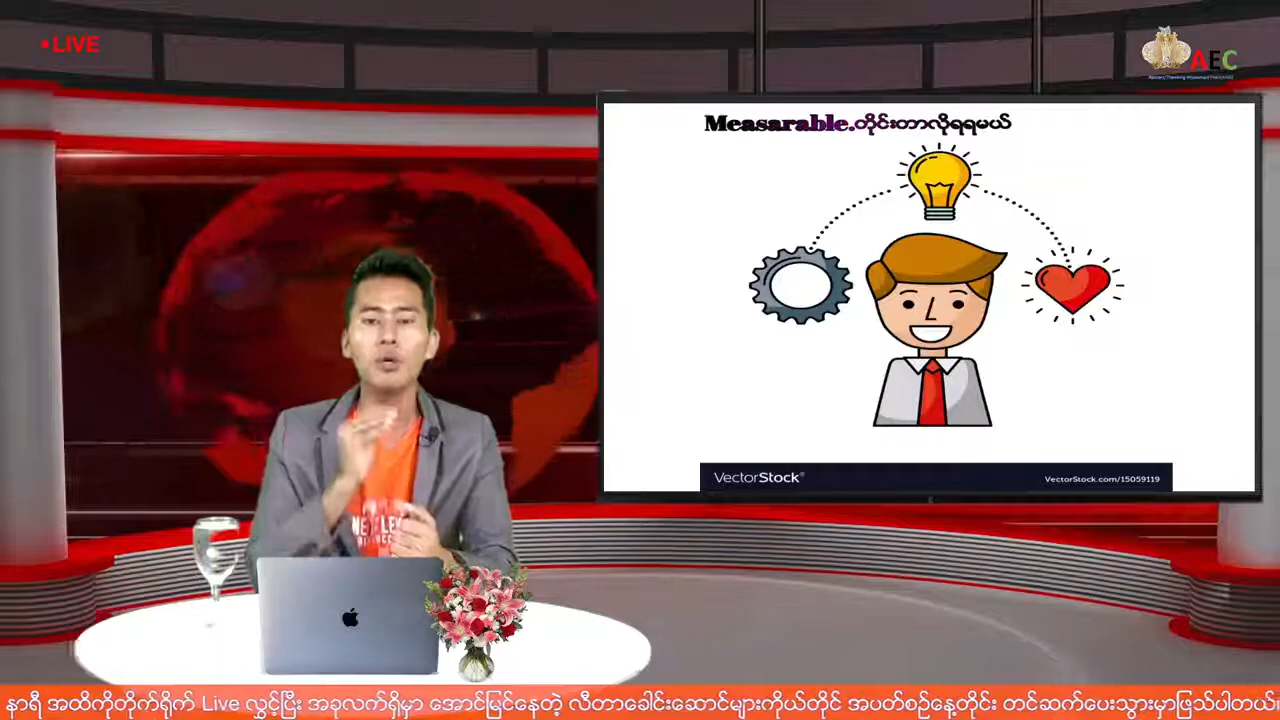 •LIVE
AEC
Measarable.တိုင်းတာလို့ရရမယ်
VectorStock®
VectorStock.com/15059119
နာရီ အထိကိုတိုက်ရိုက် Live လွှင့်ပြီး အခုလက်ရှိမှာ အောင်မြင်နေတဲ့ လီတာခေါင်းဆောင်များကိုယ်တိုင် အပတ်စဉ်နေ့တိုင်း တင်ဆက်ပေးသွားမှာဖြစ်ပါတယ်။